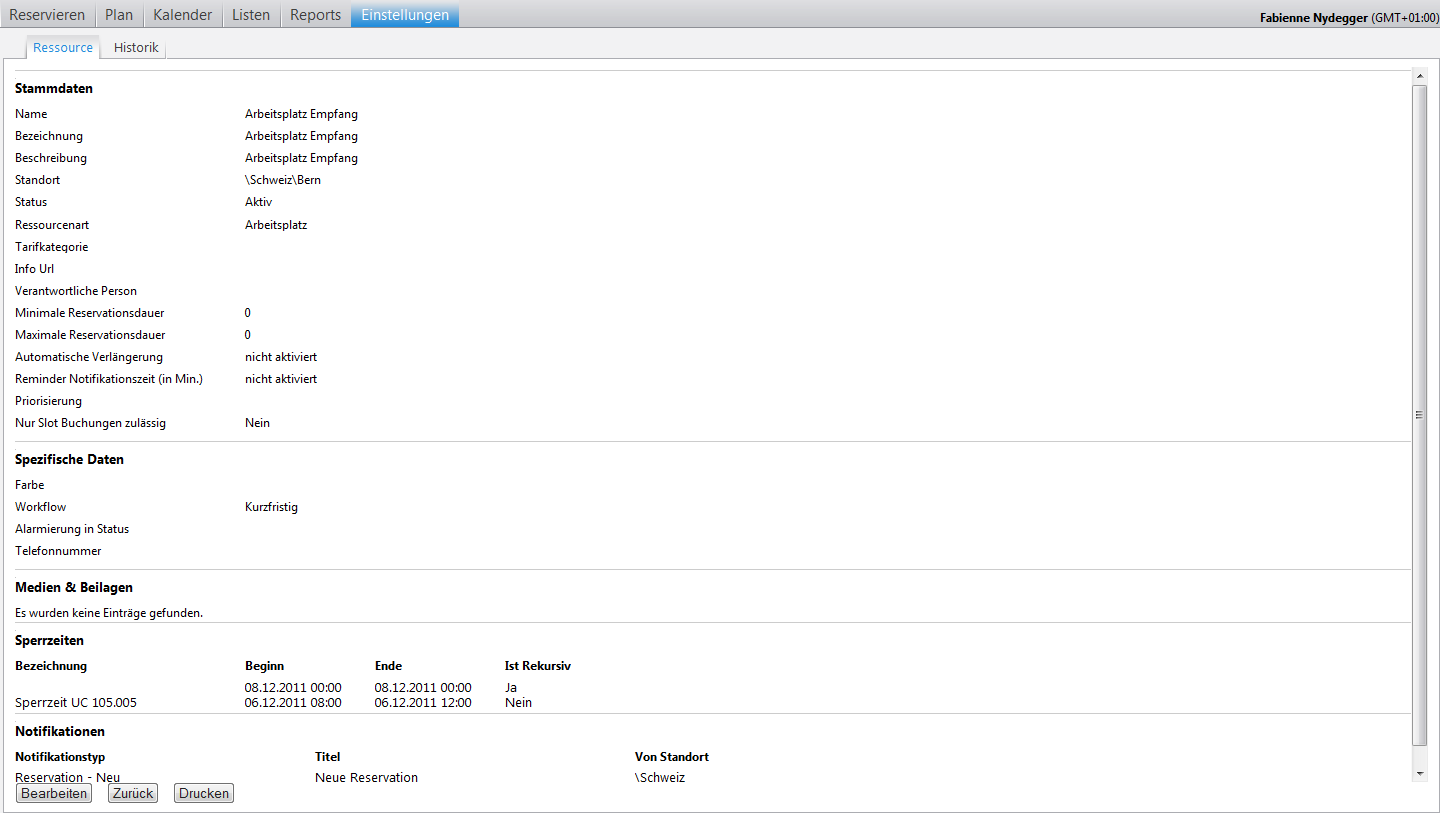 Reservieren Plan Kalender Listen Reports Einstellungen Fabienne Nydegger (GMT+01:00)
Ressource Historik
Stammdaten
Name Arbeitsplatz Empfang
Bezeichnung Arbeitsplatz Empfang
Beschreibung Arbeitsplatz Empfang
Standort \Schweiz\Bern
Status Aktiv
Ressourcenart Arbeitsplatz
Tarifkategorie
Info Url
Verantwortliche Person
Minimale Reservationsdauer 0
Maximale Reservationsdauer 0
Automatische Verlängerung nicht aktiviert
Reminder Notifikationszeit (in Min.) nicht aktiviert
Priorisierung
Nur Slot Buchungen zulässig Nein
Spezifische Daten
Farbe
Workflow Kurzfristig
Alarmierung in Status
Telefonnummer
Medien & Beilagen
Es wurden keine Einträge gefunden.
Sperrzeiten
Bezeichnung Beginn Ende Ist Rekursiv
08.12.2011 00:00 08.12.2011 00:00 Ja
Sperrzeit UC 105.005 06.12.2011 08:00 06.12.2011 12:00 Nein
Notifikationen
Notifikationstyp Titel Von Standort
Reservation - Neu Neue Reservation \Schweiz
Bearbeiten Zurück Drucken